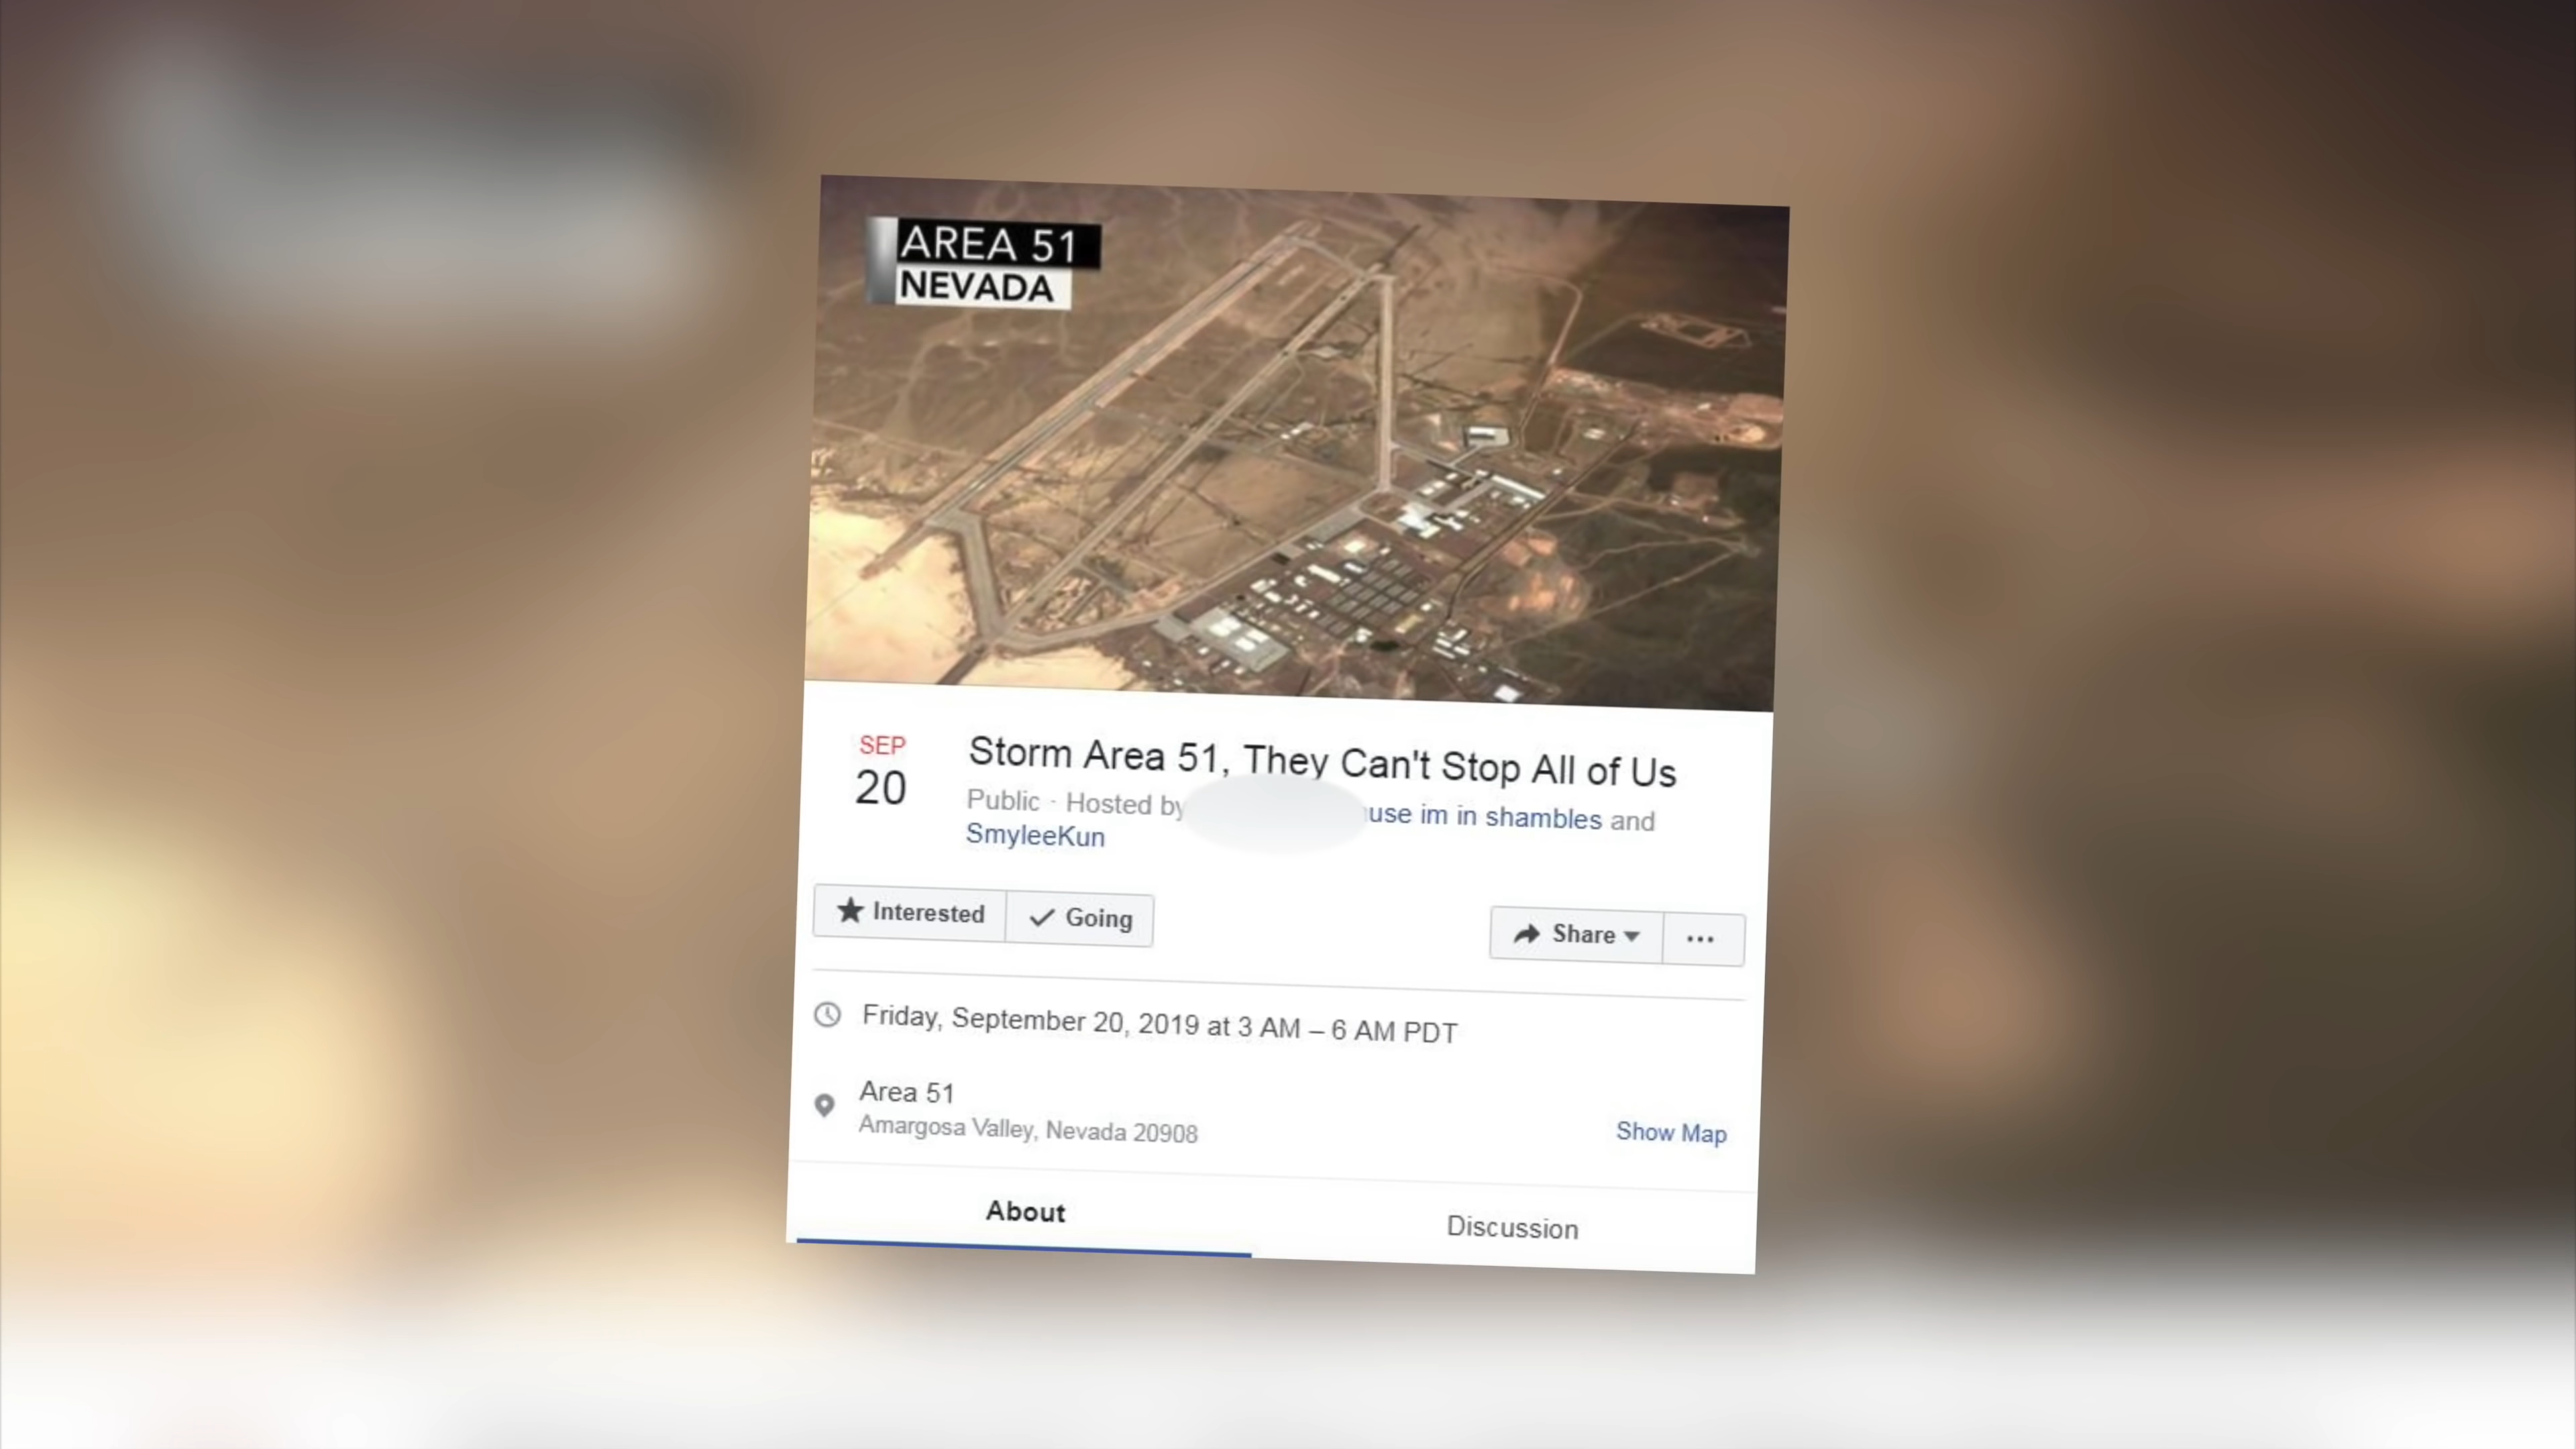 AREA 51
NEVADA
SEP
20
Storm Area 51, They Can't Stop All of Us
Public · Hosted by im in shambles and
SmyleeKun
Interested
Going
Share
Friday, September 20, 2019 at 3 AM – 6 AM PDT
Area 51
Amargosa Valley, Nevada 20908
Show Map
About
Discussion